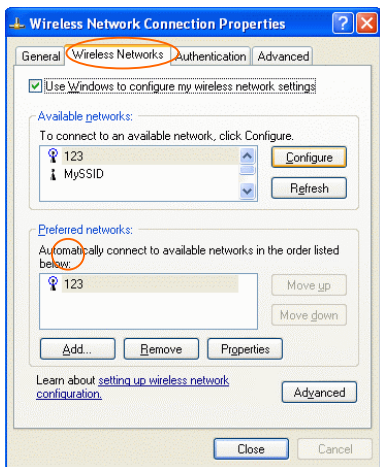 Wireless Network Connection Properties
General Wireless Networks Authentication Advanced
Use Windows to configure my wireless network settings
Available networks:
To connect to an available network, click Configure.
123
MySSID
Configure
Refresh
Preferred networks:
Automatically connect to available networks in the order listed
below:
123
Move up
Move down
Add... Remove Properties
Learn about setting up wireless network
configuration.
Advanced
Close Cancel